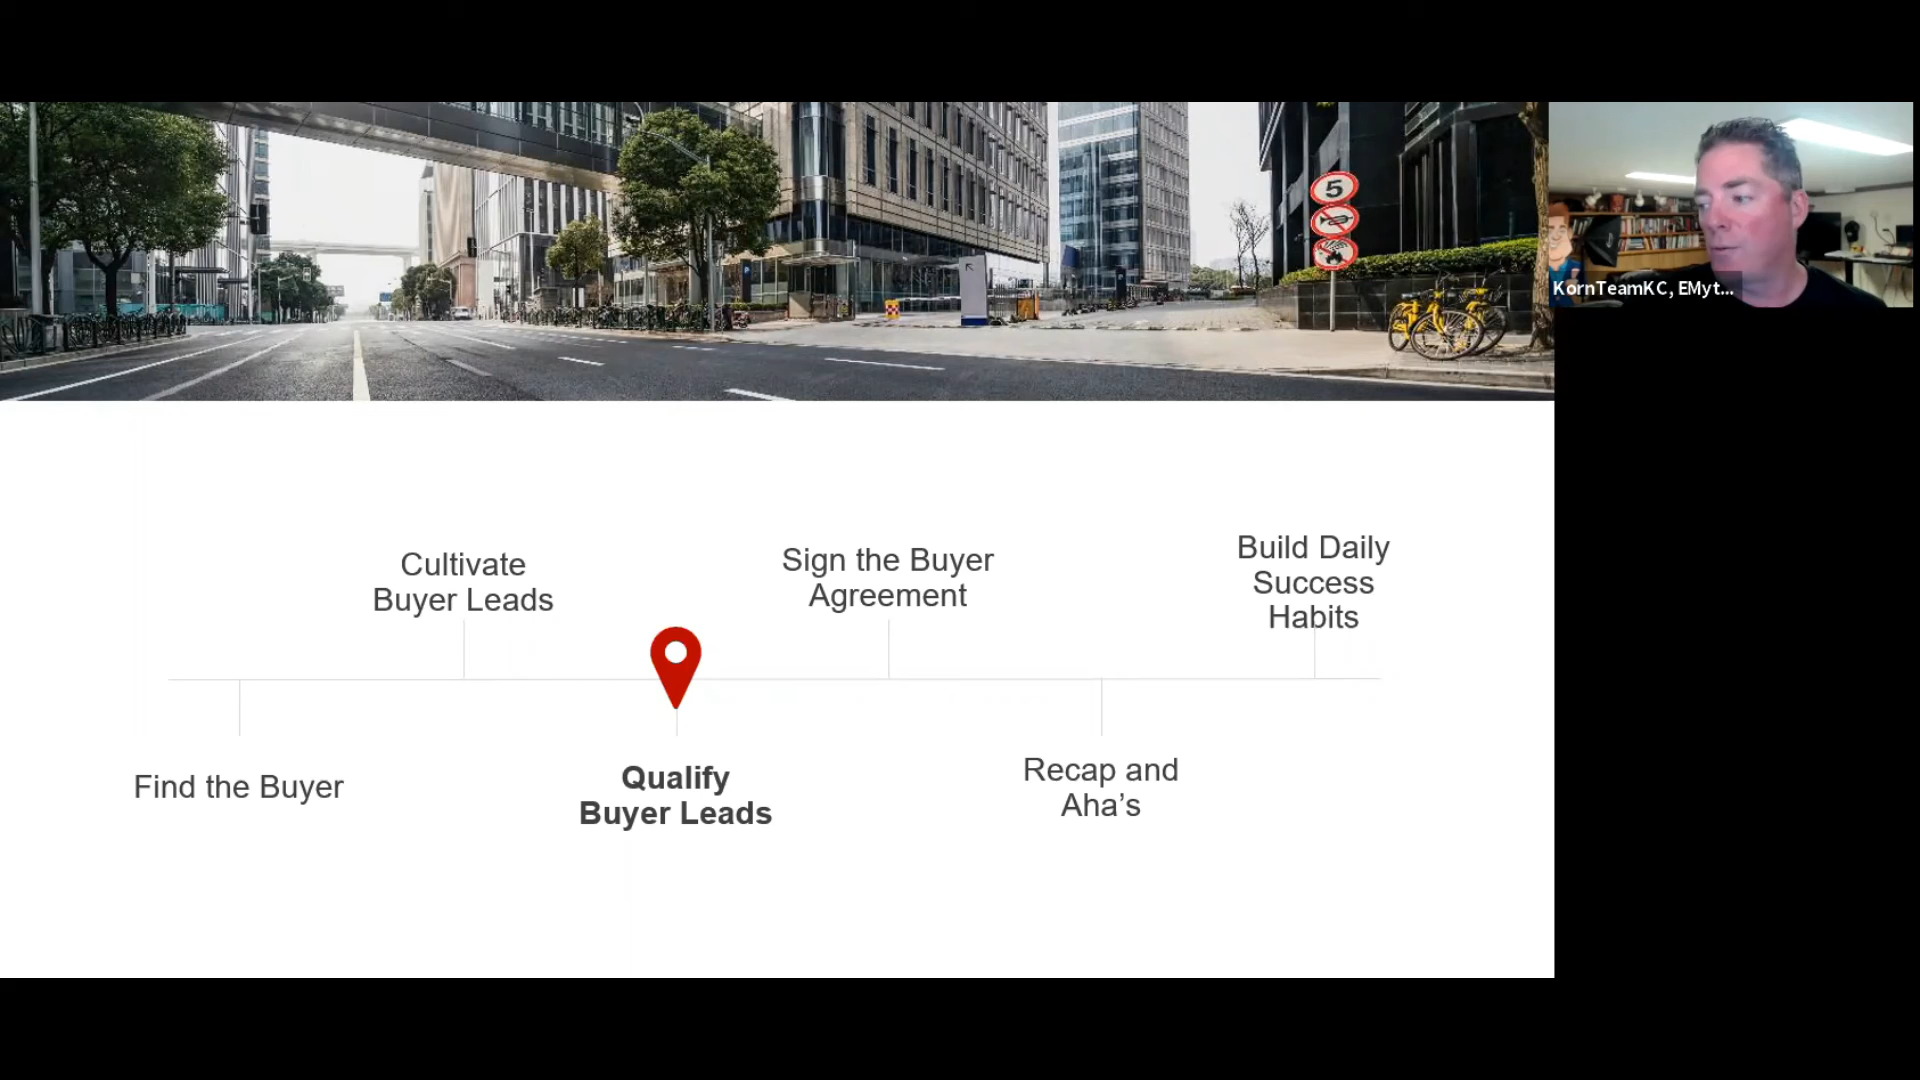 5
KornTeamKC, EMyt...
Cultivate
Buyer Leads
Sign the Buyer
Agreement
Build Daily
Success
Habits
Find the Buyer
Qualify
Buyer Leads
Recap and
Aha’s